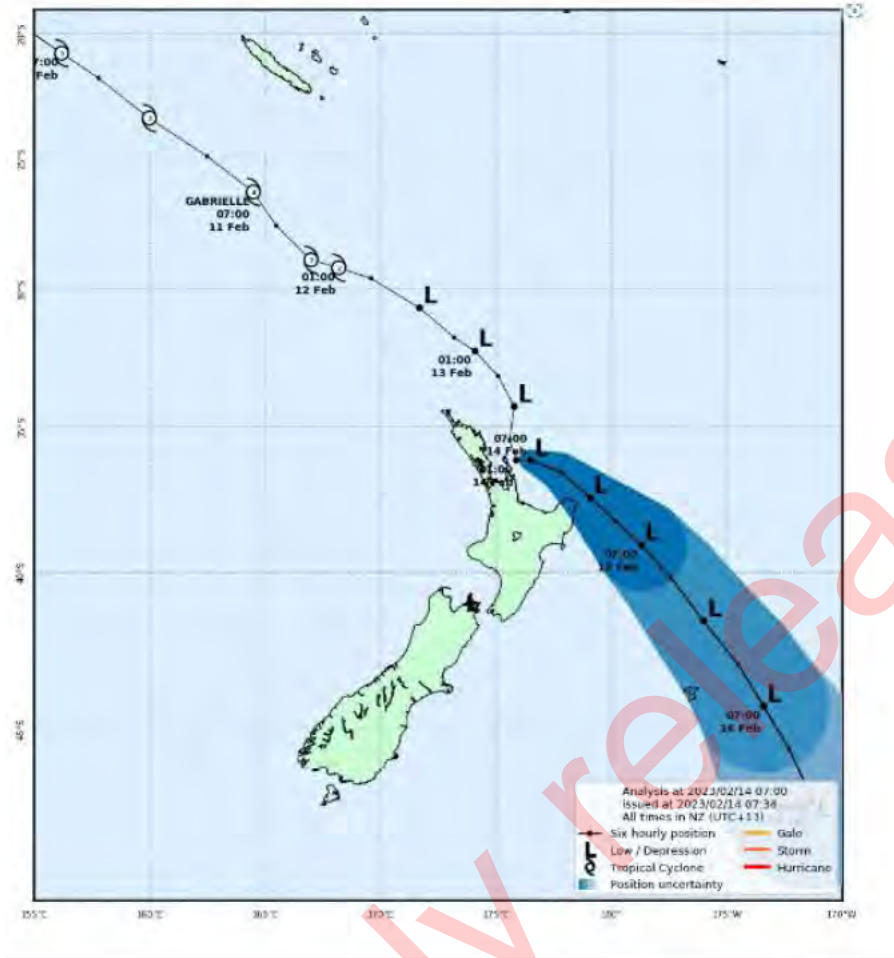 20°S
7:00
Feb
25°S
GABRIELLE
07:00
11 Feb
01:00
12 Feb
30°S
L
L
01:00
13 Feb
L
35°S
07:00
14 Feb
L
01:00
14 Feb
L
L
07:00
15 Feb
40°S
L
L
L
07:00
16 Feb
45°S
Analysis at 2023/02/14 07:00
Issued at 2023/02/14 07:34
All times in NZ (UTC+13)
Six hourly position
Gale
L
Low / Depression
Storm
Tropical Cyclone
Hurricane
Position uncertainty
155°E
160°E
165°E
170°E
175°E
180°
175°W
170°W